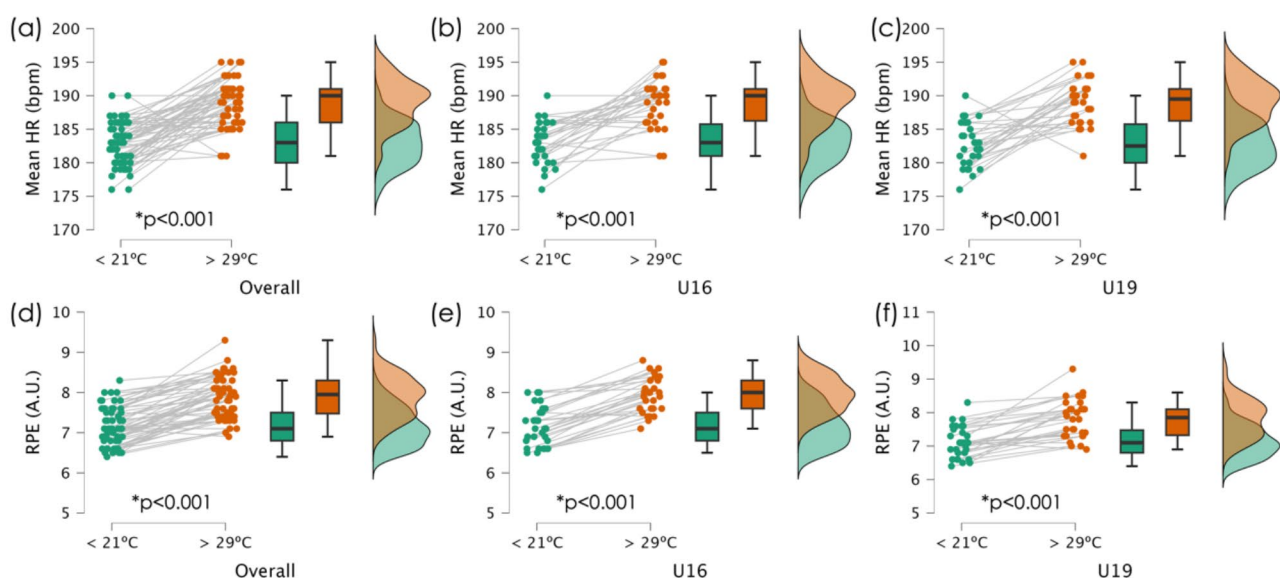 (a)
200
195
190
185
180
175
170
Mean HR (bpm)
*p<0.001
< 21°C
> 29°C
Overall
(b)
200
195
190
185
180
175
170
Mean HR (bpm)
*p<0.001
< 21°C
> 29°C
U16
(c)
200
195
190
185
180
175
170
Mean HR (bpm)
*p<0.001
< 21°C
> 29°C
U19
(d)
10
9
8
7
6
5
RPE (A.U.)
*p<0.001
< 21°C
> 29°C
Overall
(e)
10
9
8
7
6
5
RPE (A.U.)
*p<0.001
< 21°C
> 29°C
U16
(f)
11
10
9
8
7
6
5
RPE (A.U.)
*p<0.001
< 21°C
> 29°C
U19